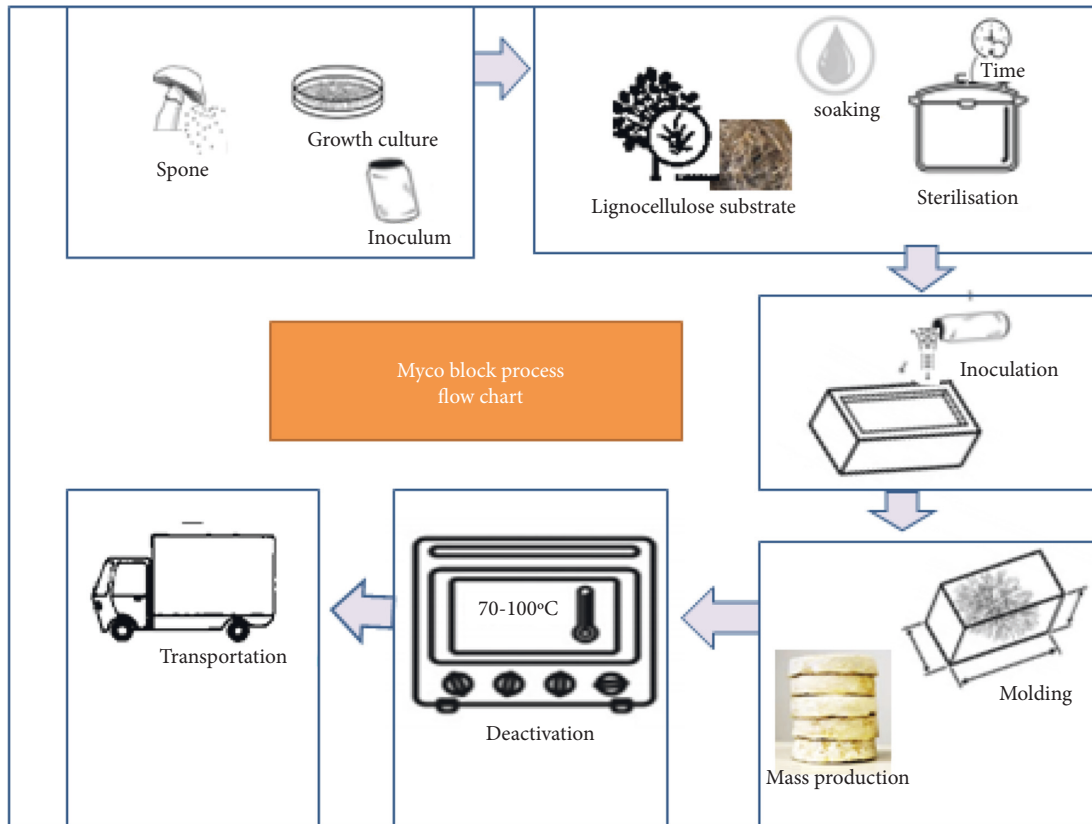 Spone
Growth culture
Inoculum
Lignocellulose substrate
soaking
Time
Sterilisation
Inoculation
Myco block process
flow chart
Molding
Mass production
70-100ºC
Deactivation
Transportation